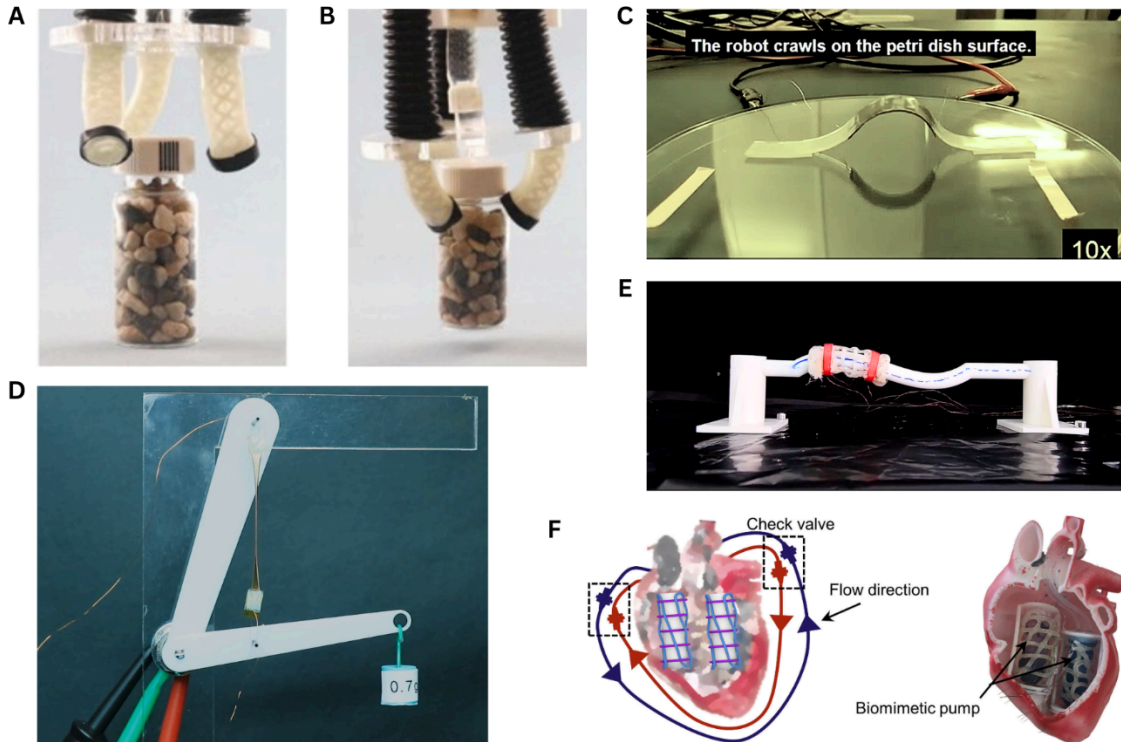 A
B
C
The robot crawls on the petri dish surface.
10x
D
0.7g
E
F
Check valve
Flow direction
Biomimetic pump